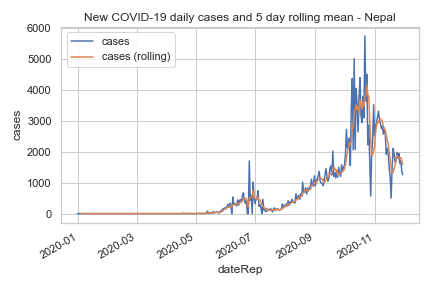 New COVID-19 daily cases and 5 day rolling mean - Nepal
6000
5000
4000
3000
2000
1000
0
cases
cases
cases (rolling)
2020-01
2020-03
2020-05
2020-07
2020-09
2020-11
dateRep